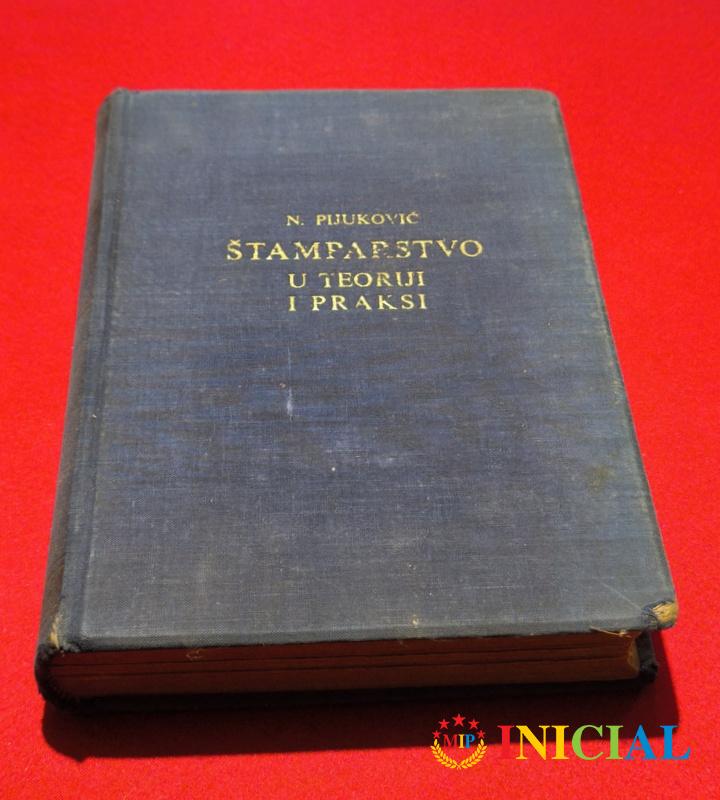 N. PIJUKOVIĆ
ŠTAMPARSTVO
U TEORIJI
I PRAKSI
MIP INICIAL